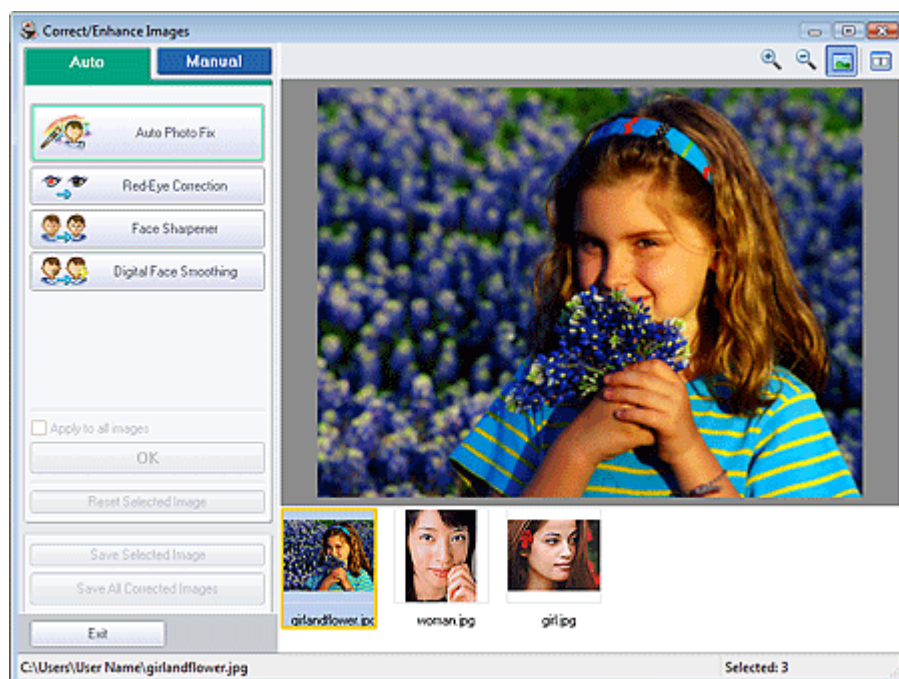 Correct/Enhance Images
Auto
Manual
Auto Photo Fix
Red-Eye Correction
Face Sharpener
Digital Face Smoothing
Apply to all images
OK
Reset Selected Image
Save Selected Image
Save All Corrected Images
Exit
girlandflower.jpg
woman.jpg
girl.jpg
C:\Users\User Name\girlandflower.jpg
Selected: 3